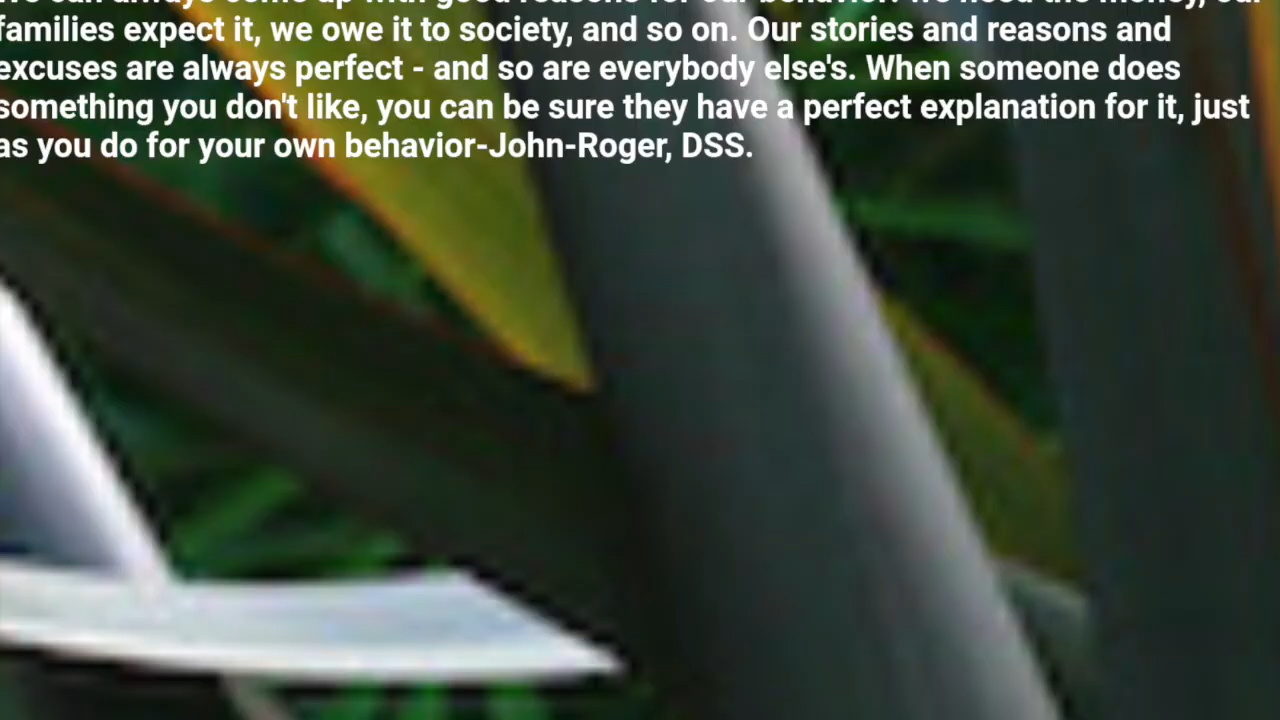 We can always come up with good reasons for our behavior: we need the money, our
families expect it, we owe it to society, and so on. Our stories and reasons and
excuses are always perfect - and so are everybody else's. When someone does
something you don't like, you can be sure they have a perfect explanation for it, just
as you do for your own behavior-John-Roger, DSS.